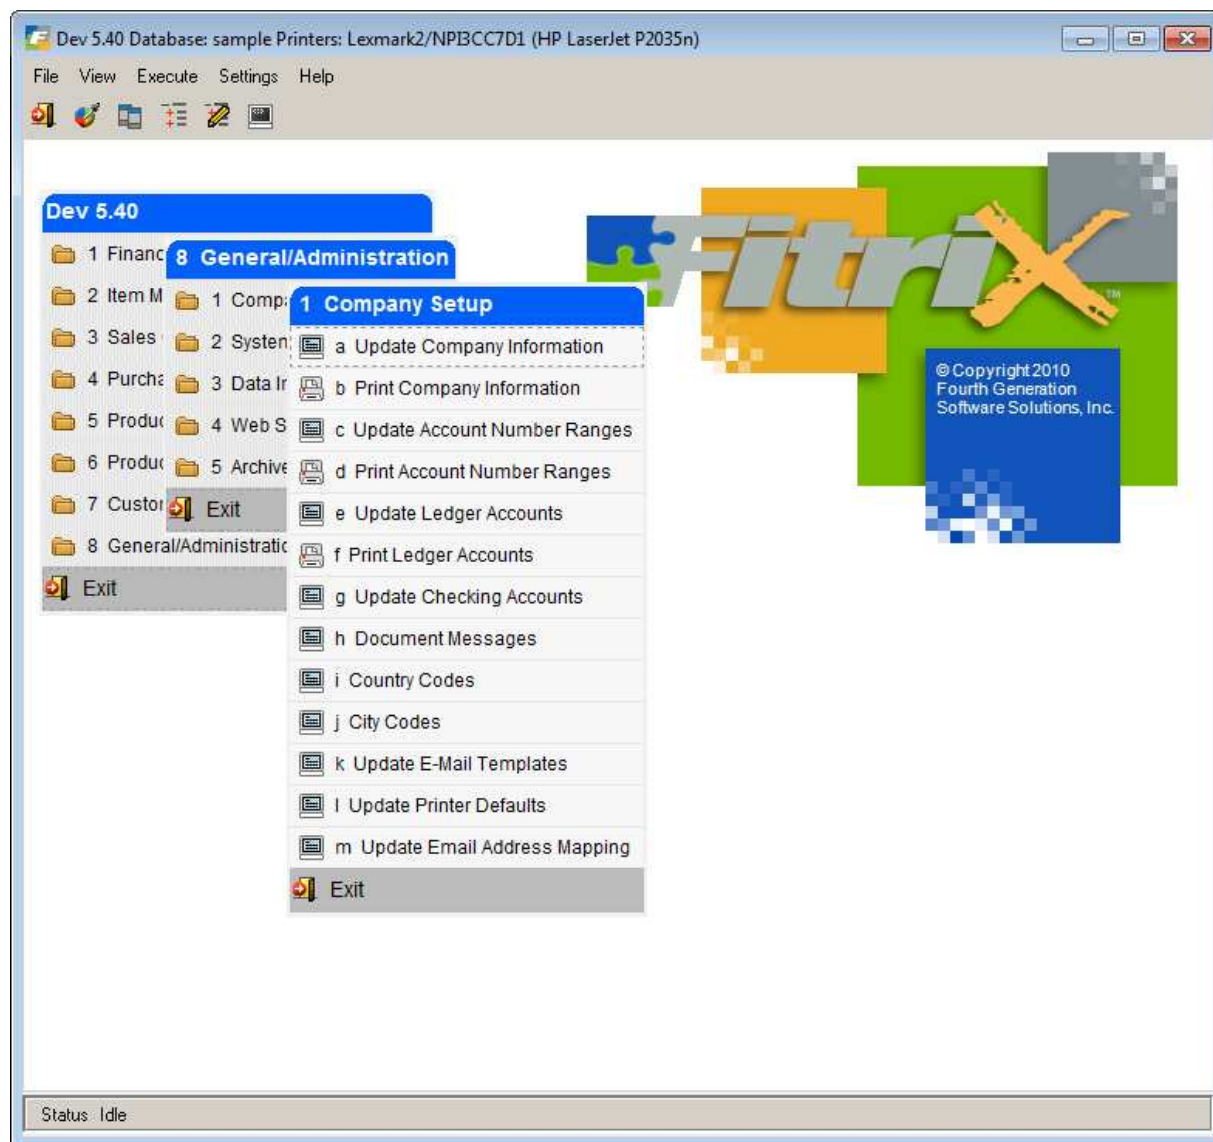 Dev 5.40 Database: sample Printers: Lexmark2/NPI3CC7D1 (HP LaserJet P2035n)
File View Execute Settings Help
Dev 5.40
1 Financ
2 Item M
3 Sales
4 Purcha
5 Produc
6 Produc
7 Custor
8 General/Administratic
Exit
8 General/Administration
1 Compa
2 System
3 Data In
4 Web S
5 Archive
Exit
1 Company Setup
a Update Company Information
b Print Company Information
c Update Account Number Ranges
d Print Account Number Ranges
e Update Ledger Accounts
f Print Ledger Accounts
g Update Checking Accounts
h Document Messages
i Country Codes
j City Codes
k Update E-Mail Templates
l Update Printer Defaults
m Update Email Address Mapping
Exit
FitriX
TM
© Copyright 2010
Fourth Generation
Software Solutions, Inc.
Status Idle